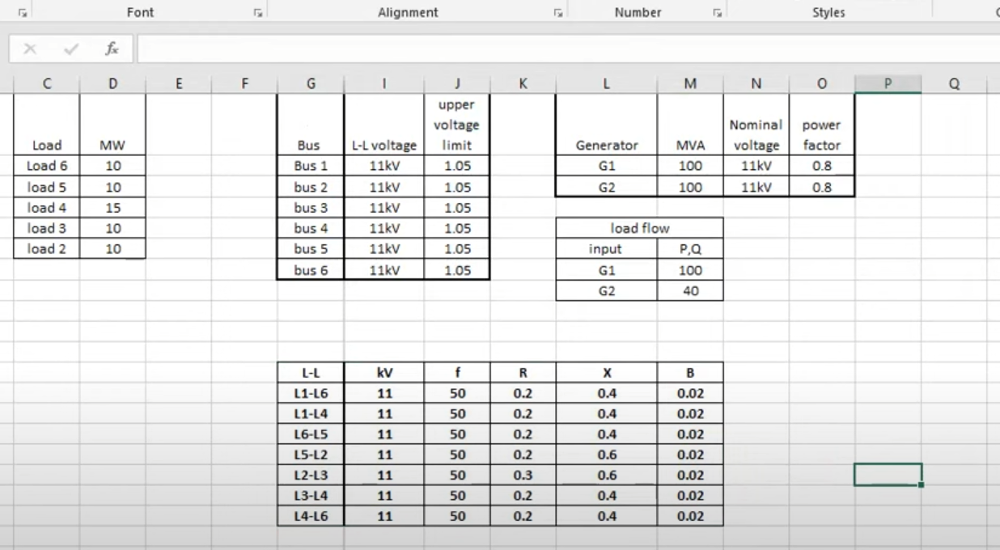 Font Alignment Number Styles
fx
C D E F G I J K L M N O P Q
Load MW
Load 6 10
load 5 10
load 4 15
load 3 10
load 2 10
Bus L-L voltage upper voltage limit
Bus 1 11kV 1.05
bus 2 11kV 1.05
bus 3 11kV 1.05
bus 4 11kV 1.05
bus 5 11kV 1.05
bus 6 11kV 1.05
Generator MVA Nominal voltage power factor
G1 100 11kV 0.8
G2 100 11kV 0.8
load flow
input P,Q
G1 100
G2 40
L-L kV f R X B
L1-L6 11 50 0.2 0.4 0.02
L1-L4 11 50 0.2 0.4 0.02
L6-L5 11 50 0.2 0.4 0.02
L5-L2 11 50 0.2 0.6 0.02
L2-L3 11 50 0.3 0.6 0.02
L3-L4 11 50 0.2 0.4 0.02
L4-L6 11 50 0.2 0.4 0.02